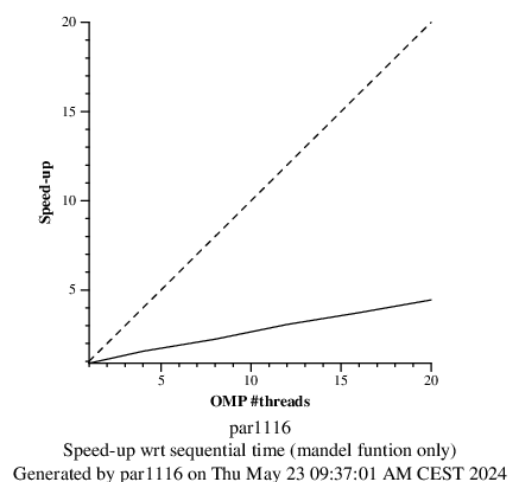 20
15
10
5
Speed-up
5 10 15 20
OMP #threads
par1116
Speed-up wrt sequential time (mandel funtion only)
Generated by par1116 on Thu May 23 09:37:01 AM CEST 2024